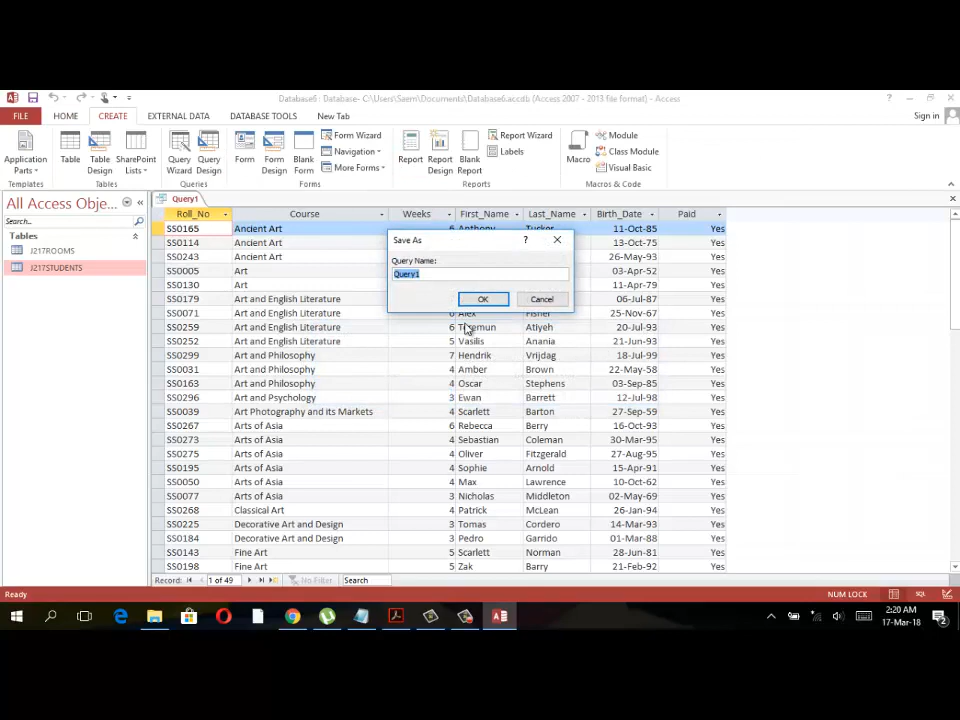 Database6 : Database- C:\Users\Saem\Documents\Database6.accdb (Access 2007 - 2013 file format) - Access
FILE HOME CREATE EXTERNAL DATA DATABASE TOOLS New Tab Sign in
Application Parts Table Table Design SharePoint Lists Query Wizard Query Design Form Form Design Blank Form Form Wizard Navigation More Forms Report Report Design Blank Report Report Wizard Labels Macro Module Class Module Visual Basic
Templates Tables Queries Forms Reports Macros & Code
All Access Obje...
Search...
Tables
J217ROOMS
J217STUDENTS
Query1
Roll_No Course Weeks First_Name Last_Name Birth_Date Paid
SS0165 Ancient Art 6 Anthony Tucker 11-Oct-85 Yes
SS0114 Ancient Art 13-Oct-75 Yes
SS0243 Ancient Art 26-May-93 Yes
SS0005 Art 03-Apr-52 Yes
SS0130 Art 01-Apr-79 Yes
SS0179 Art and English Literature 06-Jul-87 Yes
SS0071 Art and English Literature 6 Alex Fisher 25-Nov-67 Yes
SS0259 Art and English Literature 6 Atiyeh 20-Jul-93 Yes
SS0252 Art and English Literature 5 Vasilis Anania 21-Jun-93 Yes
SS0299 Art and Philosophy 7 Hendrik Vrijdag 18-Jul-99 Yes
SS0031 Art and Philosophy 4 Amber Brown 22-May-58 Yes
SS0163 Art and Philosophy 4 Oscar Stephens 03-Sep-85 Yes
SS0296 Art and Psychology 3 Ewan Barrett 12-Jul-98 Yes
SS0039 Art Photography and its Markets 4 Scarlett Barton 27-Sep-59 Yes
SS0267 Arts of Asia 6 Rebecca Berry 16-Oct-93 Yes
SS0273 Arts of Asia 4 Sebastian Coleman 30-Mar-95 Yes
SS0275 Arts of Asia 4 Oliver Fitzgerald 27-Aug-95 Yes
SS0195 Arts of Asia 4 Sophie Arnold 15-Apr-91 Yes
SS0050 Arts of Asia 4 Max Lawrence 10-Oct-62 Yes
SS0077 Arts of Asia 4 Nicholas Middleton 02-May-69 Yes
SS0268 Classical Art 4 Patrick McLean 26-Jan-94 Yes
SS0225 Decorative Art and Design 3 Tomas Cordero 14-Mar-93 Yes
SS0184 Decorative Art and Design 3 Pedro Garrido 01-Mar-88 Yes
SS0143 Fine Art 5 Scarlett Norman 28-Jun-81 Yes
SS0198 Fine Art 5 Zak Barry 21-Feb-92 Yes
Save As
?
Query Name:
Query1
OK Cancel
Record: 1 of 49 No Filter Search
Ready NUM LOCK SQL
2:20 AM
17-Mar-18
2